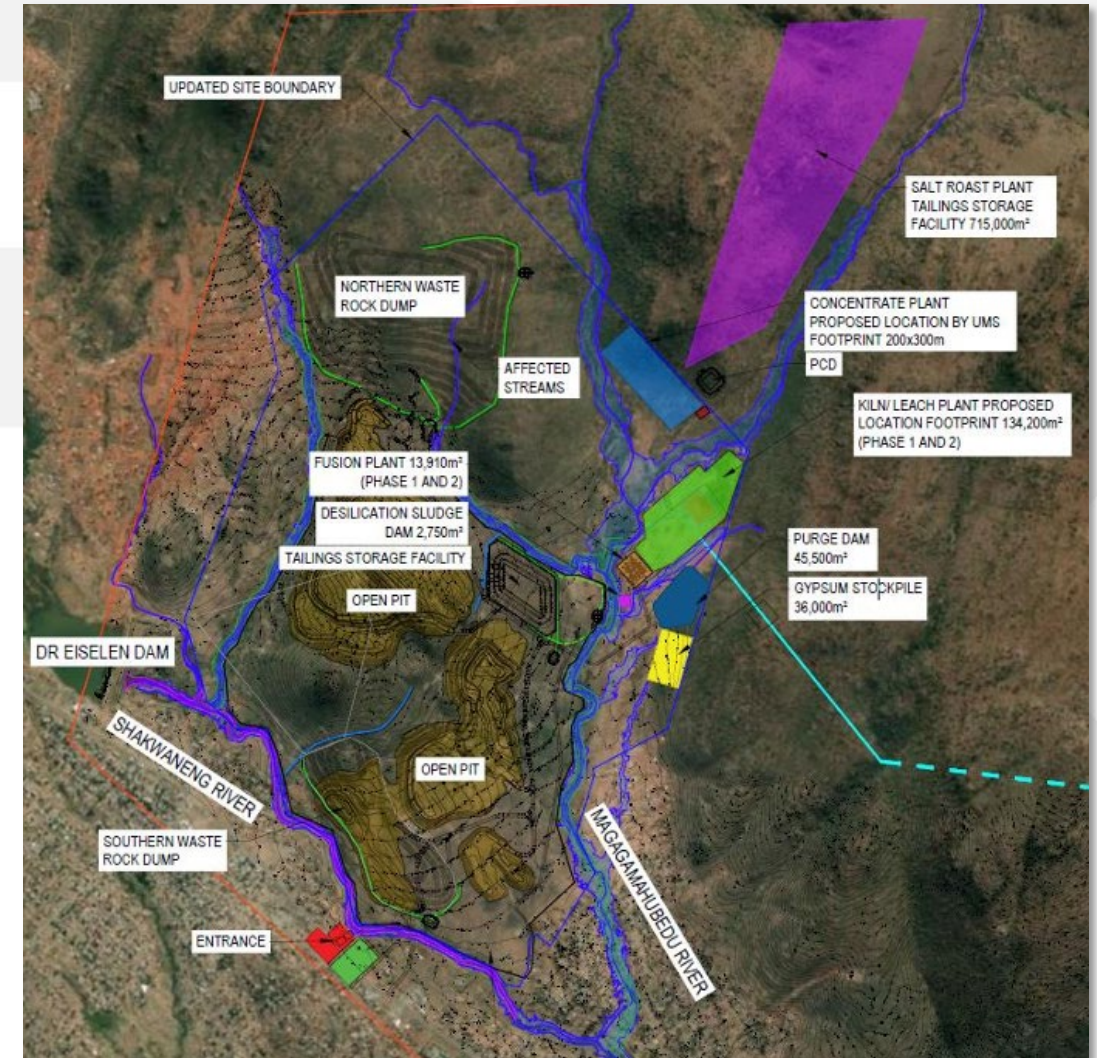 UPDATED SITE BOUNDARY
SALT ROAST PLANT
TAILINGS STORAGE
FACILITY 715,000m²
NORTHERN WASTE
ROCK DUMP
CONCENTRATE PLANT
PROPOSED LOCATION BY UMS
FOOTPRINT 200x300m
PCD
AFFECTED
STREAMS
KILN/ LEACH PLANT PROPOSED
LOCATION FOOTPRINT 134,200m²
(PHASE 1 AND 2)
FUSION PLANT 13,910m²
(PHASE 1 AND 2)
DESILICATION SLUDGE
DAM 2,750m²
TAILINGS STORAGE FACILITY
PURGE DAM
45,500m²
GYPSUM STOCKPILE
36,000m²
OPEN PIT
DR EISELEN DAM
SHAKWANENG RIVER
OPEN PIT
MAGAGAMAHUBEDU RIVER
SOUTHERN WASTE
ROCK DUMP
ENTRANCE